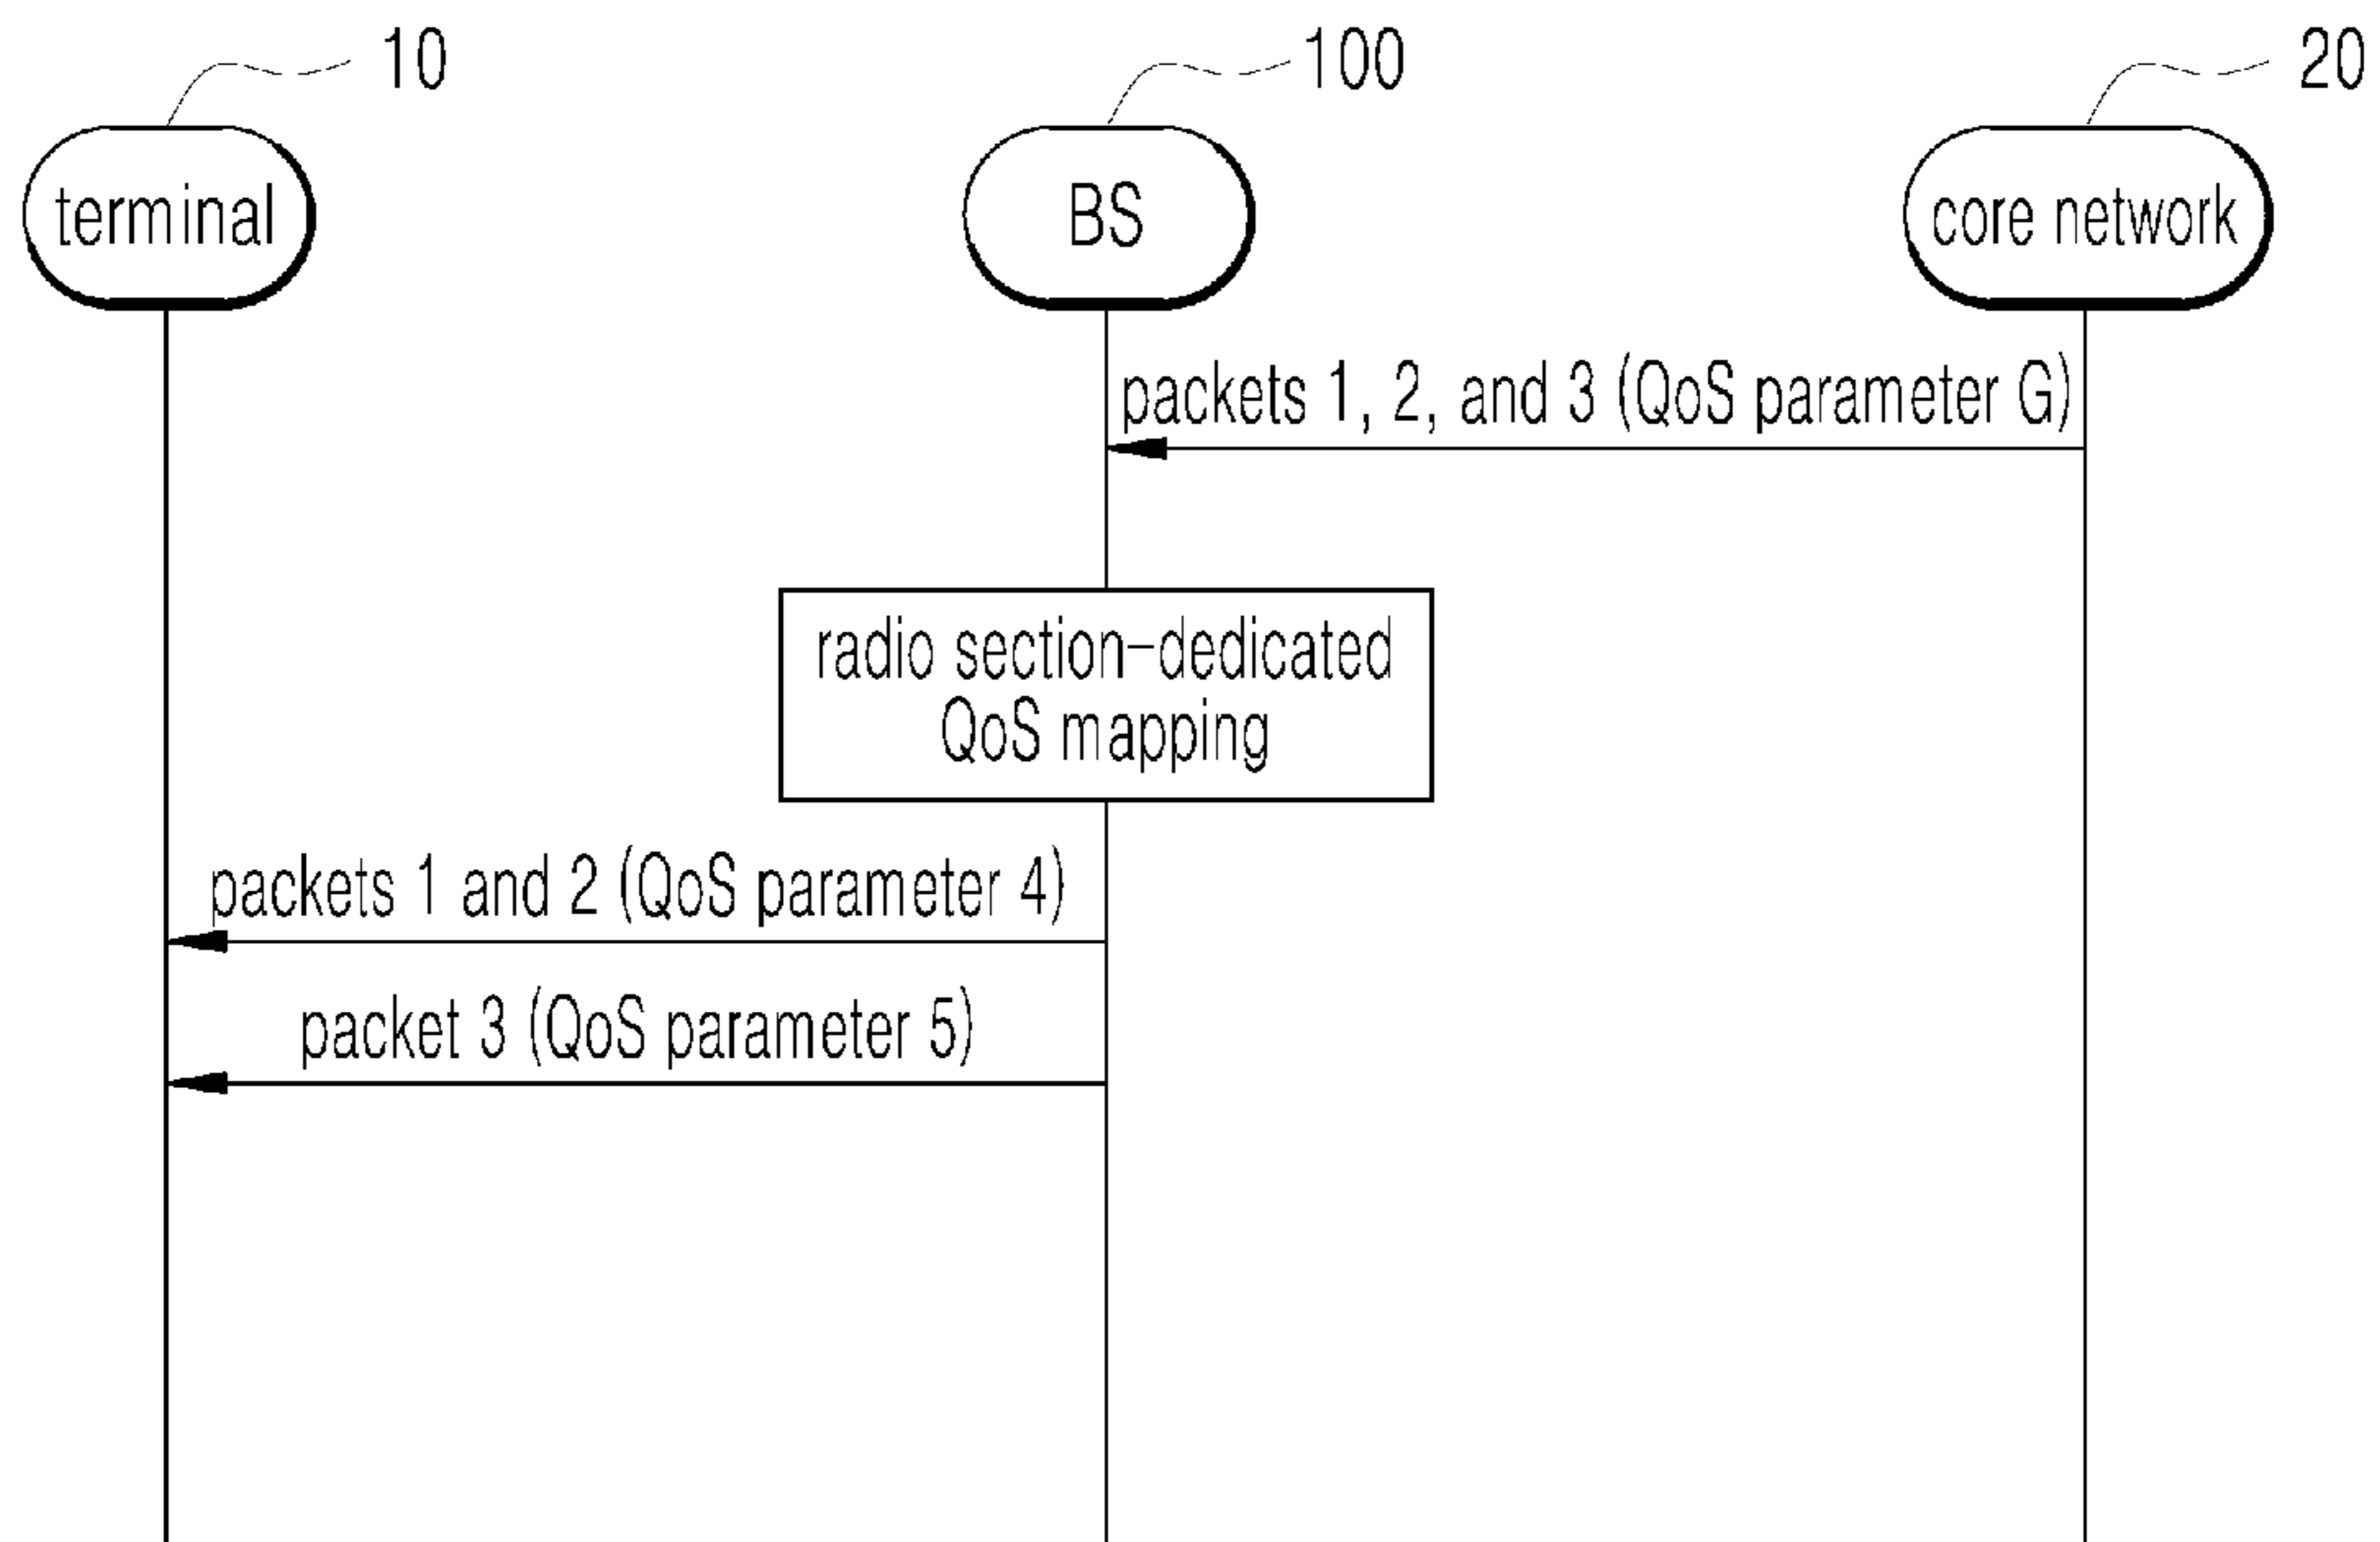 10
100
20
terminal
BS
core network
packets 1, 2, and 3 (QoS parameter G)
radio section-dedicated
QoS mapping
packets 1 and 2 (QoS parameter 4)
packet 3 (QoS parameter 5)